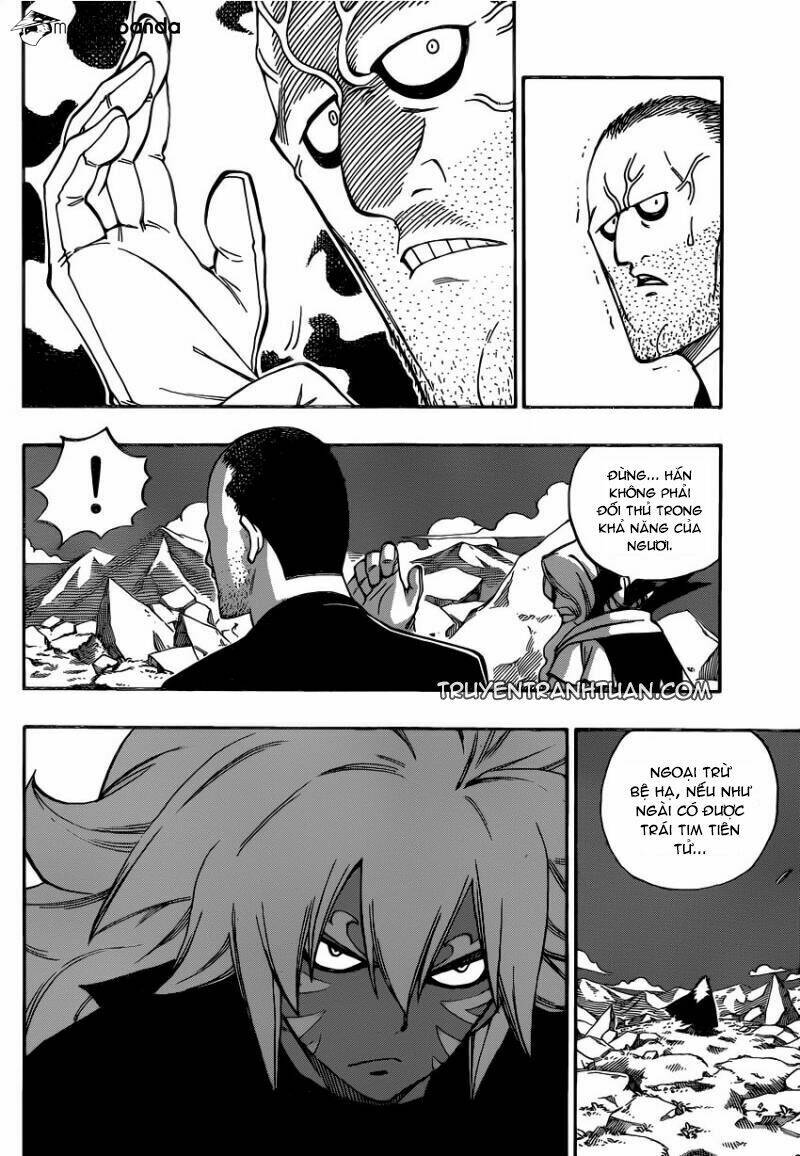 !
ĐỪNG... HẮN
KHÔNG PHẢI
ĐỐI THỦ TRONG
KHẢ NĂNG CỦA
NGƯƠI.
TRUYENTRANHTUAN.COM
NGOẠI TRỪ
BỆ HẠ, NẾU NHƯ
NGÀI CÓ ĐƯỢC
TRÁI TIM TIÊN
TỬ...